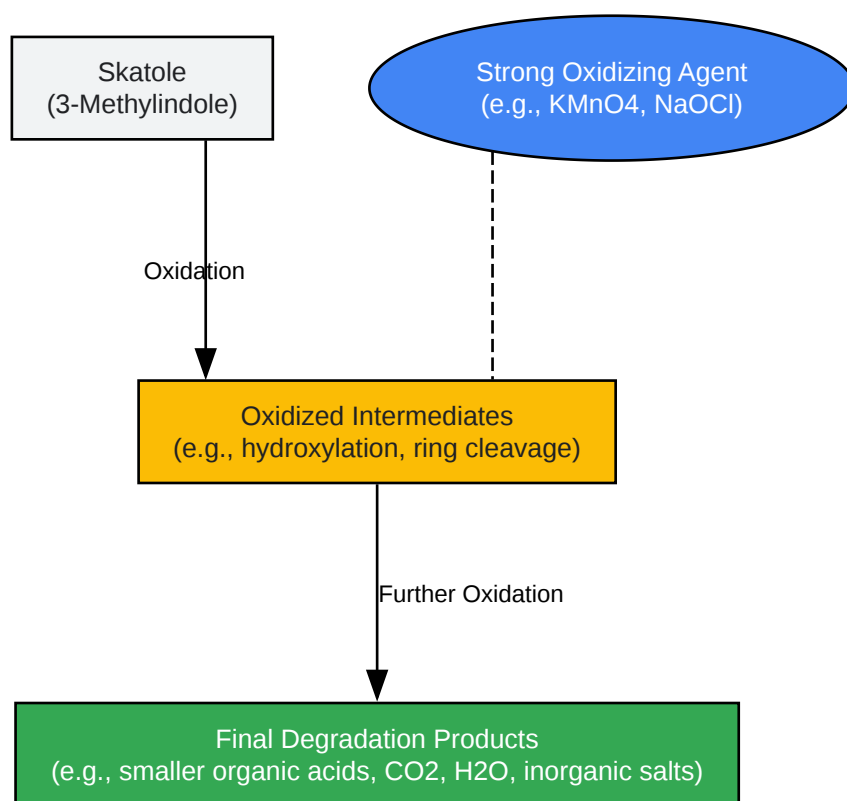 Skatole
(3-Methylindole)
Strong Oxidizing Agent
(e.g., KMnO4, NaOCl)
Oxidation
Oxidized Intermediates
(e.g., hydroxylation, ring cleavage)
Further Oxidation
Final Degradation Products
(e.g., smaller organic acids, CO2, H2O, inorganic salts)